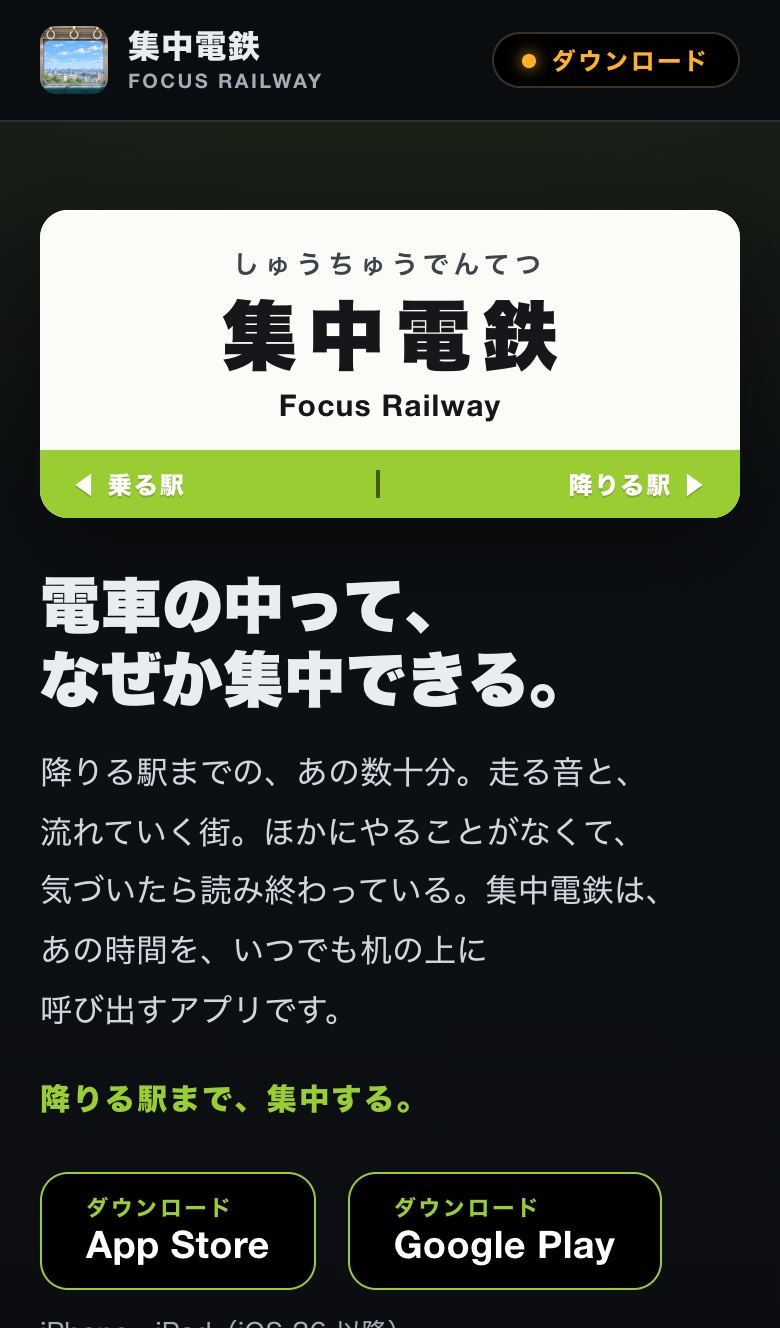 集中電鉄
FOCUS RAILWAY
ダウンロード
しゅうちゅうでんてつ
集中電鉄
Focus Railway
◀ 乗る駅
降りる駅 ▶
電車の中って、
なぜか集中できる。
降りる駅までの、あの数十分。走る音と、
流れていく街。ほかにやることがなくて、
気づいたら読み終わっている。集中電鉄は、
あの時間を、いつでも机の上に
呼び出すアプリです。
降りる駅まで、集中する。
ダウンロード
App Store
ダウンロード
Google Play
iPhone・iPad（iOS 26 以降）